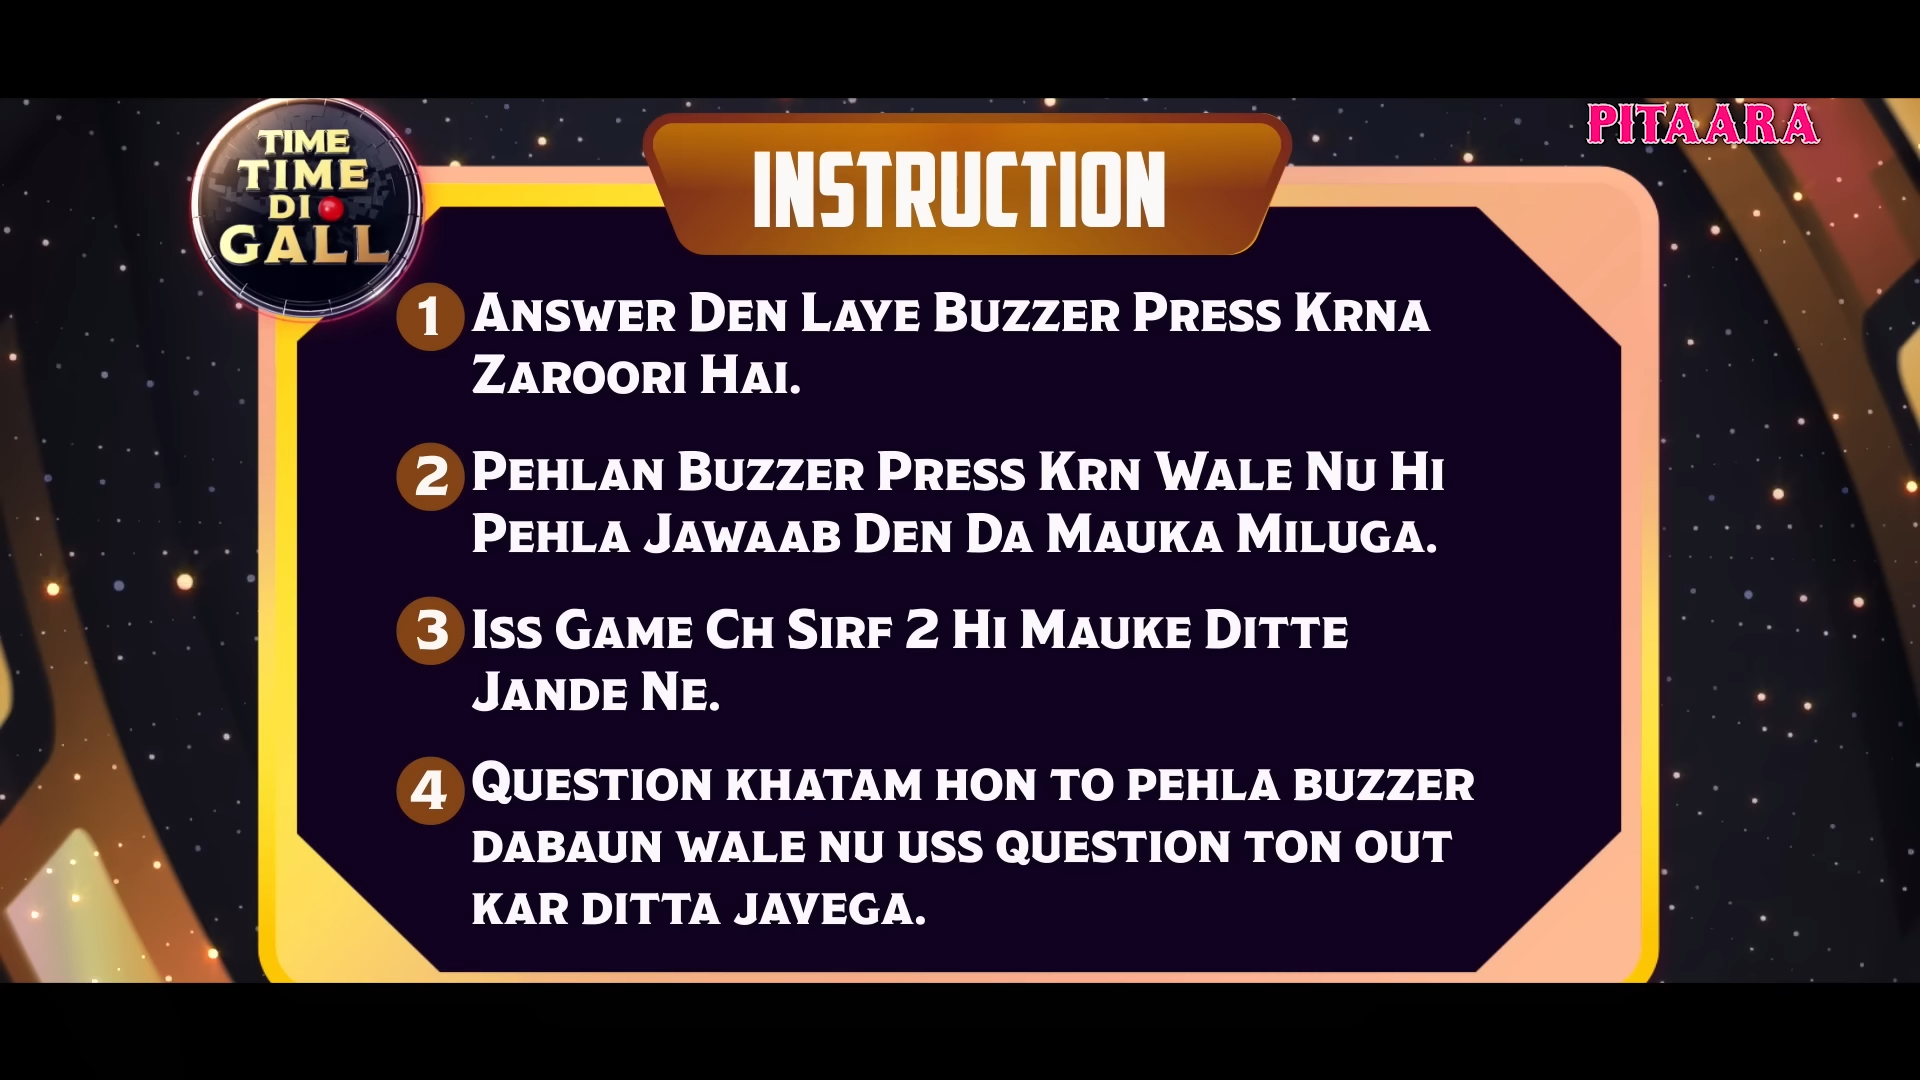 TIME
TIME
DI
GALL
INSTRUCTION
PITAARA
1 ANSWER DEN LAYE BUZZER PRESS KRNA
ZAROORI HAI.
2 PEHLAN BUZZER PRESS KRN WALE NU HI
PEHLA JAWAAB DEN DA MAUKA MILUGA.
3 ISS GAME CH SIRF 2 HI MAUKE DITTE
JANDE NE.
4 QUESTION KHATAM HON TO PEHLA BUZZER
DABAUN WALE NU USS QUESTION TON OUT
KAR DITTA JAVEGA.